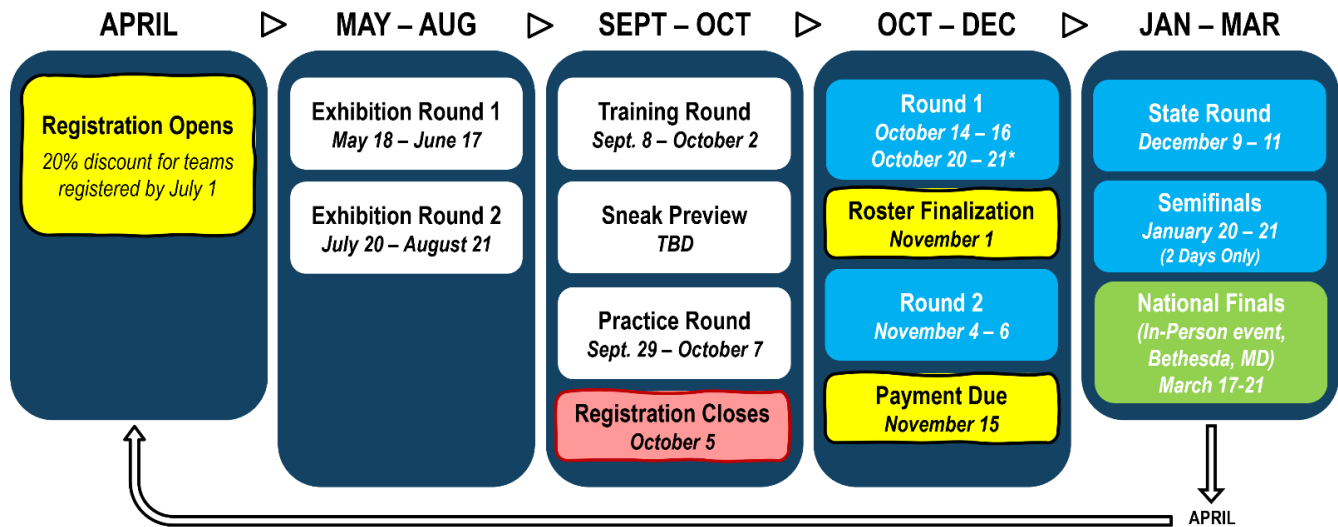 APRIL
MAY – AUG
SEPT – OCT
OCT – DEC
JAN – MAR
Registration Opens
20% discount for teams
registered by July 1
Exhibition Round 1
May 18 – June 17
Exhibition Round 2
July 20 – August 21
Training Round
Sept. 8 – October 2
Sneak Preview
TBD
Practice Round
Sept. 29 – October 7
Registration Closes
October 5
Round 1
October 14 – 16
October 20 – 21*
Roster Finalization
November 1
Round 2
November 4 – 6
Payment Due
November 15
State Round
December 9 – 11
Semifinals
January 20 – 21
(2 Days Only)
National Finals
(In-Person event,
Bethesda, MD)
March 17-21
APRIL